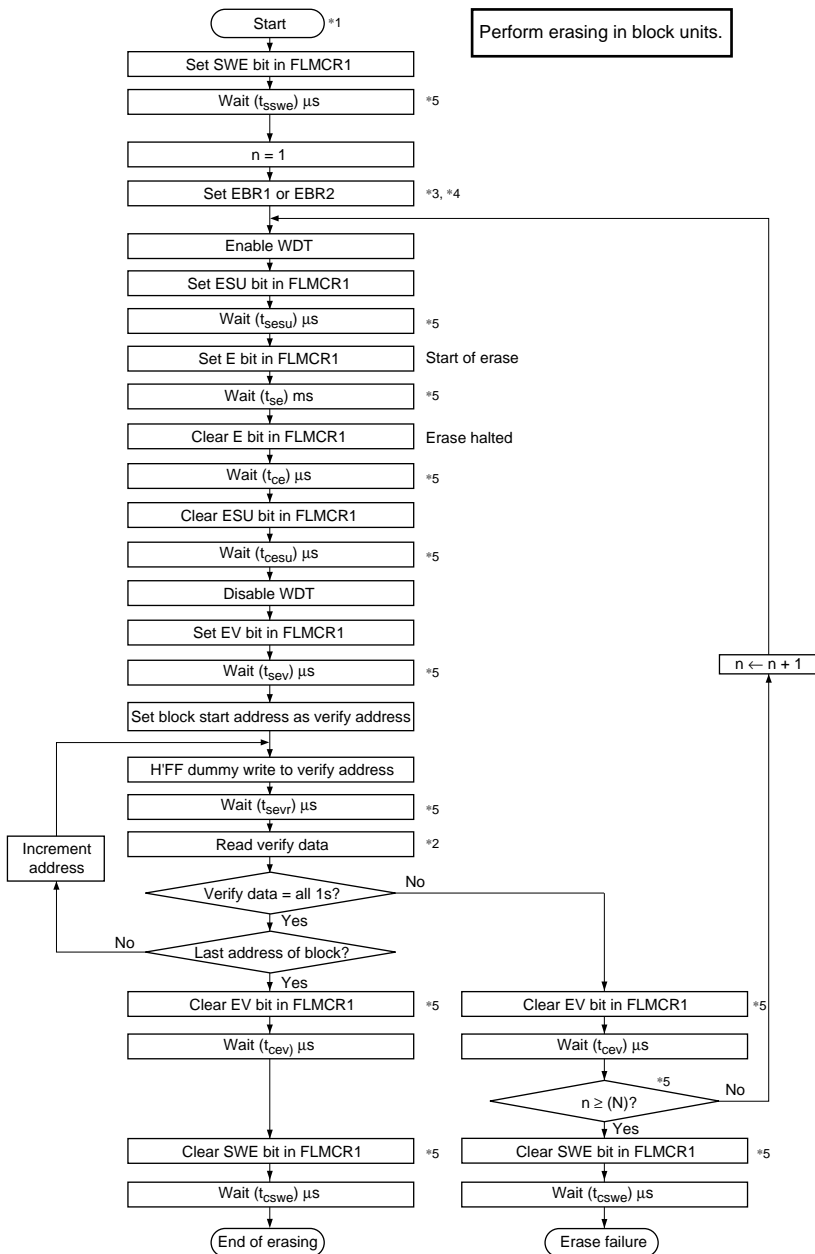 Start *1
Perform erasing in block units.
Set SWE bit in FLMCR1
Wait (tsswe) μs *5
n = 1
Set EBR1 or EBR2 *3, *4
Enable WDT
Set ESU bit in FLMCR1
Wait (tsesu) μs *5
Set E bit in FLMCR1 Start of erase
Wait (tse) ms *5
Clear E bit in FLMCR1 Erase halted
Wait (tce) μs *5
Clear ESU bit in FLMCR1
Wait (tcesu) μs *5
Disable WDT
Set EV bit in FLMCR1
n ← n + 1
Wait (tsev) μs *5
Set block start address as verify address
H'FF dummy write to verify address
Wait (tsevr) μs *5
Read verify data *2
Increment
address
Verify data = all 1s? No
Yes
No Last address of block?
Yes
Clear EV bit in FLMCR1 *5
Clear EV bit in FLMCR1 *5
Wait (tcev) μs
Wait (tcev) μs
*5
n ≥ (N)? No
Yes
Clear SWE bit in FLMCR1 *5
Clear SWE bit in FLMCR1 *5
Wait (tcswe) μs
Wait (tcswe) μs
End of erasing
Erase failure